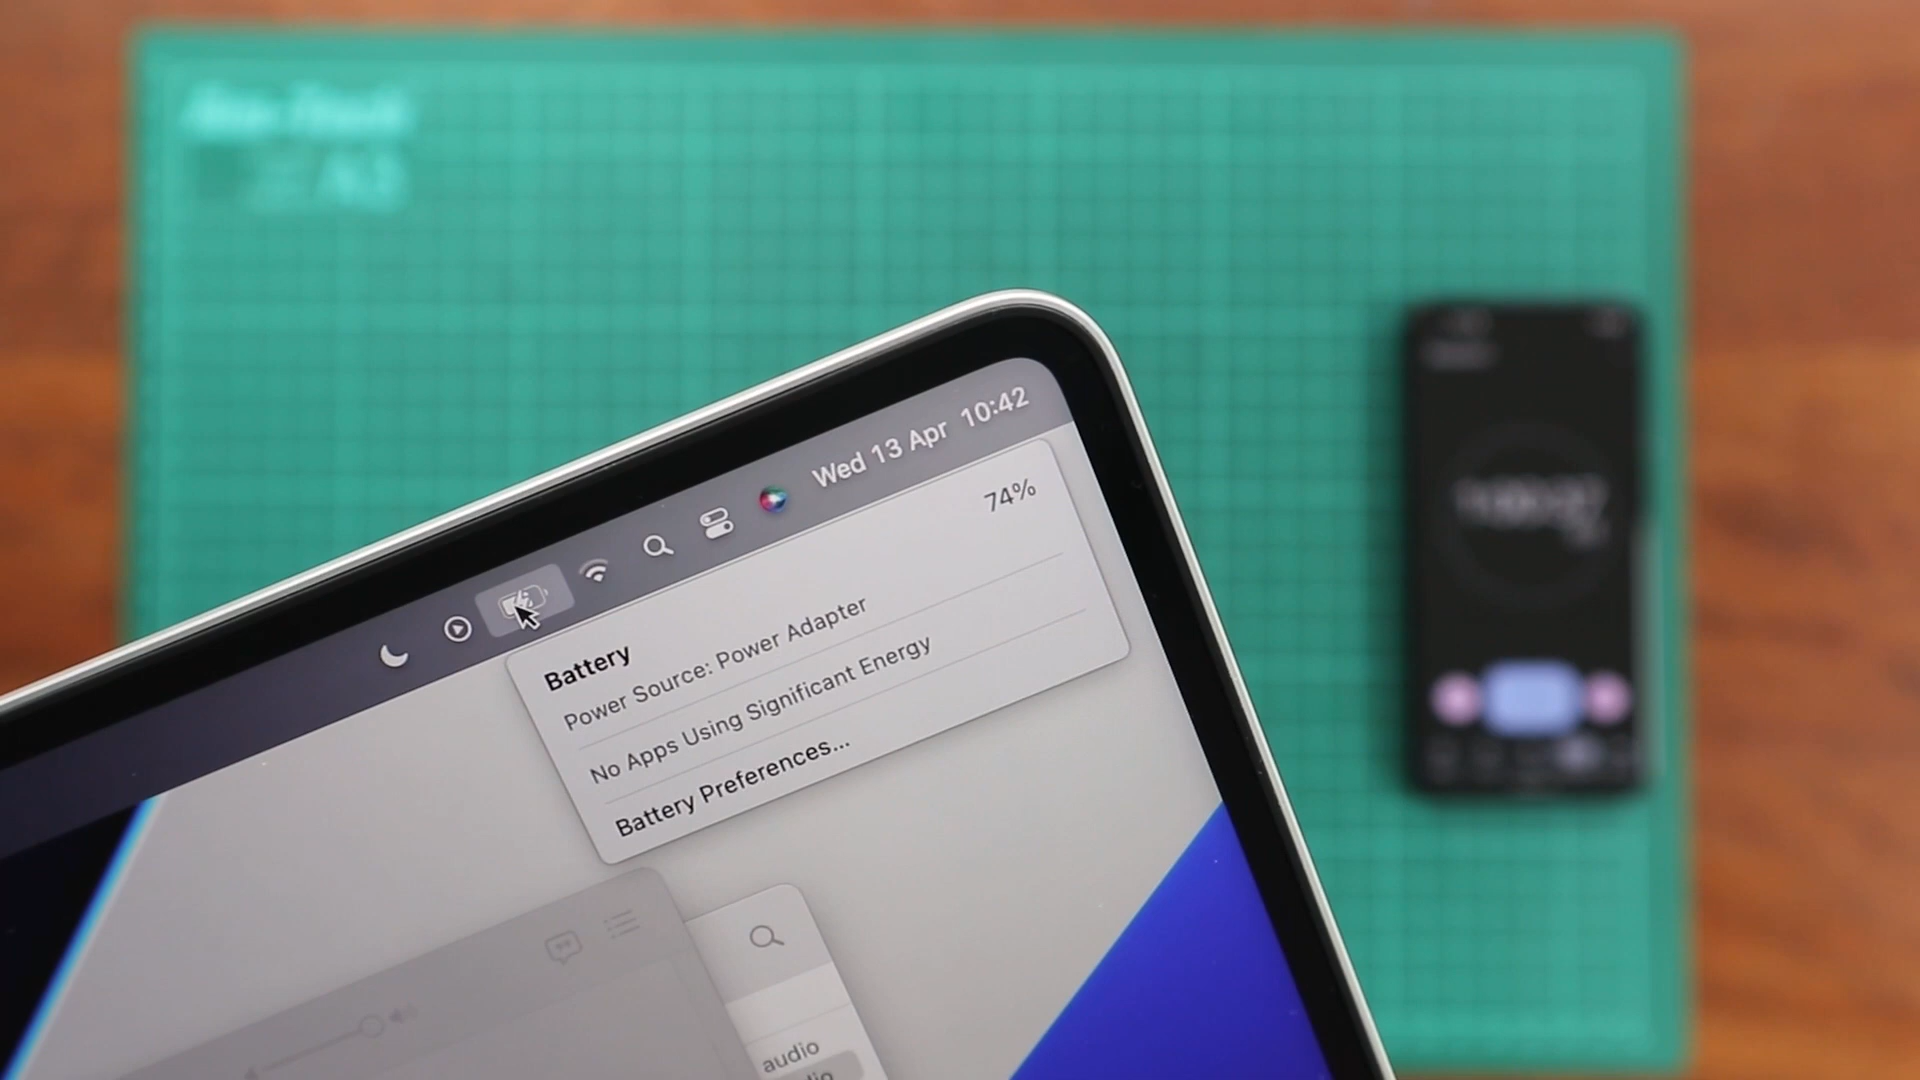 Wed 13 Apr 10:42
Battery 74%
Power Source: Power Adapter
No Apps Using Significant Energy
Battery Preferences...
audio